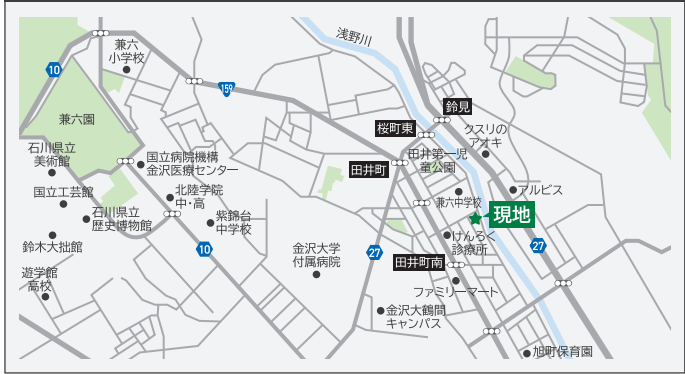 浅野川
兼六
小学校
10
159
鈴見
兼六園
桜町東
クスリの
アオキ
石川県立
美術館
国立病院機構
金沢医療センター
田井町
田井第一児
童公園
国立工芸館
北陸学院
中・高
アルビス
兼六中学校
石川県立
歴史博物館
紫錦台
中学校
現地
鈴木大拙館
10
金沢大学
付属病院
27
けんろく
診療所
27
遊学館
高校
田井町南
ファミリーマート
金沢大鶴間
キャンパス
旭町保育園